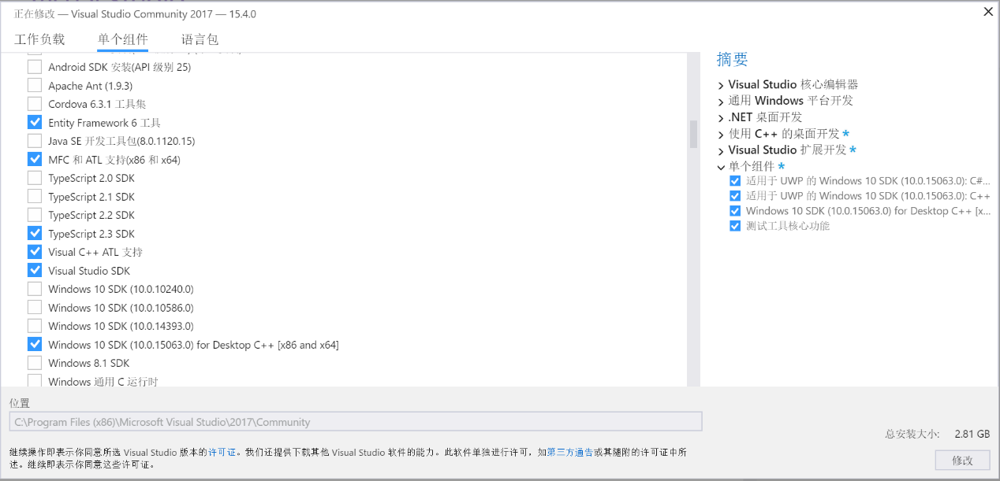 正在修改 — Visual Studio Community 2017 — 15.4.0
工作负载
单个组件
语言包
Android SDK 安装(API 级别 25)
Apache Ant (1.9.3)
Cordova 6.3.1 工具集
Entity Framework 6 工具
Java SE 开发工具包(8.0.1120.15)
MFC 和 ATL 支持(x86 和 x64)
TypeScript 2.0 SDK
TypeScript 2.1 SDK
TypeScript 2.2 SDK
TypeScript 2.3 SDK
Visual C++ ATL 支持
Visual Studio SDK
Windows 10 SDK (10.0.10240.0)
Windows 10 SDK (10.0.10586.0)
Windows 10 SDK (10.0.14393.0)
Windows 10 SDK (10.0.15063.0) for Desktop C++ [x86 and x64]
Windows 8.1 SDK
Windows 通用 C 运行时
摘要
Visual Studio 核心编辑器
通用 Windows 平台开发
.NET 桌面开发
使用 C++ 的桌面开发 *
Visual Studio 扩展开发 *
单个组件 *
适用于 UWP 的 Windows 10 SDK (10.0.15063.0): C#...
适用于 UWP 的 Windows 10 SDK (10.0.15063.0): C++
Windows 10 SDK (10.0.15063.0) for Desktop C++ [x...
测试工具核心功能
位置
C:\Program Files (x86)\Microsoft Visual Studio\2017\Community
总安装大小: 2.81 GB
继续操作即表示你同意所选 Visual Studio 版本的许可证。我们还提供下载其他 Visual Studio 软件的能力。此软件单独进行许可，如第三方通告或其随附的许可证中所
述。继续即表示你同意这些许可证。
修改